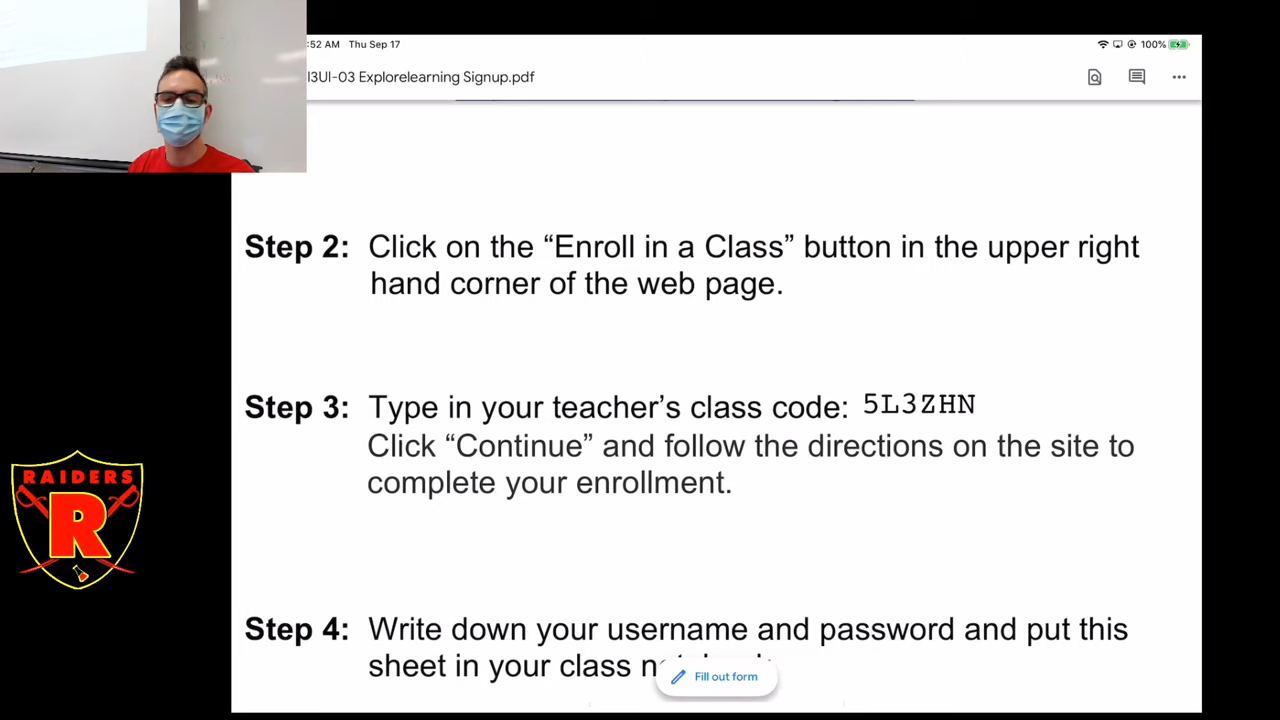 :52 AM Thu Sep 17
100%
I3UI-03 Explorelearning Signup.pdf
Step 2: Click on the “Enroll in a Class” button in the upper right
hand corner of the web page.
Step 3: Type in your teacher’s class code: 5L3ZHN
Click “Continue” and follow the directions on the site to
complete your enrollment.
RAIDERS
R
Step 4: Write down your username and password and put this
sheet in your class
Fill out form